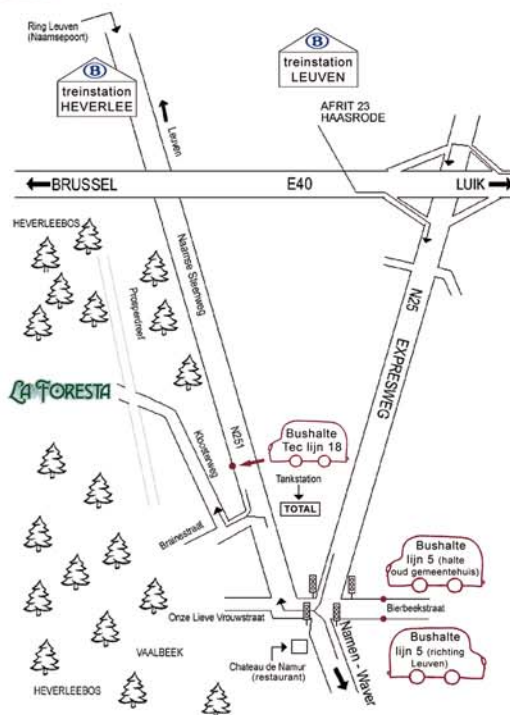 Ring Leuven
(Naamsepoort)
B
treinstation
HEVERLEE
B
treinstation
LEUVEN
AFRIT 23
HAASRODE
Leuven
BRUSSEL
E40
LUIK
HEVERLEEBOS
Prosperdreef
Naamse Steenweg
N25
EXPRESWEG
LA FORESTA
Kloosterweg
N251
Bushalte
Tec lijn 18
Tankstation
TOTAL
Brainestraat
Bushalte
lijn 5 (halte
oud gemeentehuis)
Onze Lieve Vrouwstraat
Bierbeekstraat
Namen - Waver
Bushalte
lijn 5 (richting
Leuven)
VAALBEEK
Chateau de Namur
(restaurant)
HEVERLEEBOS